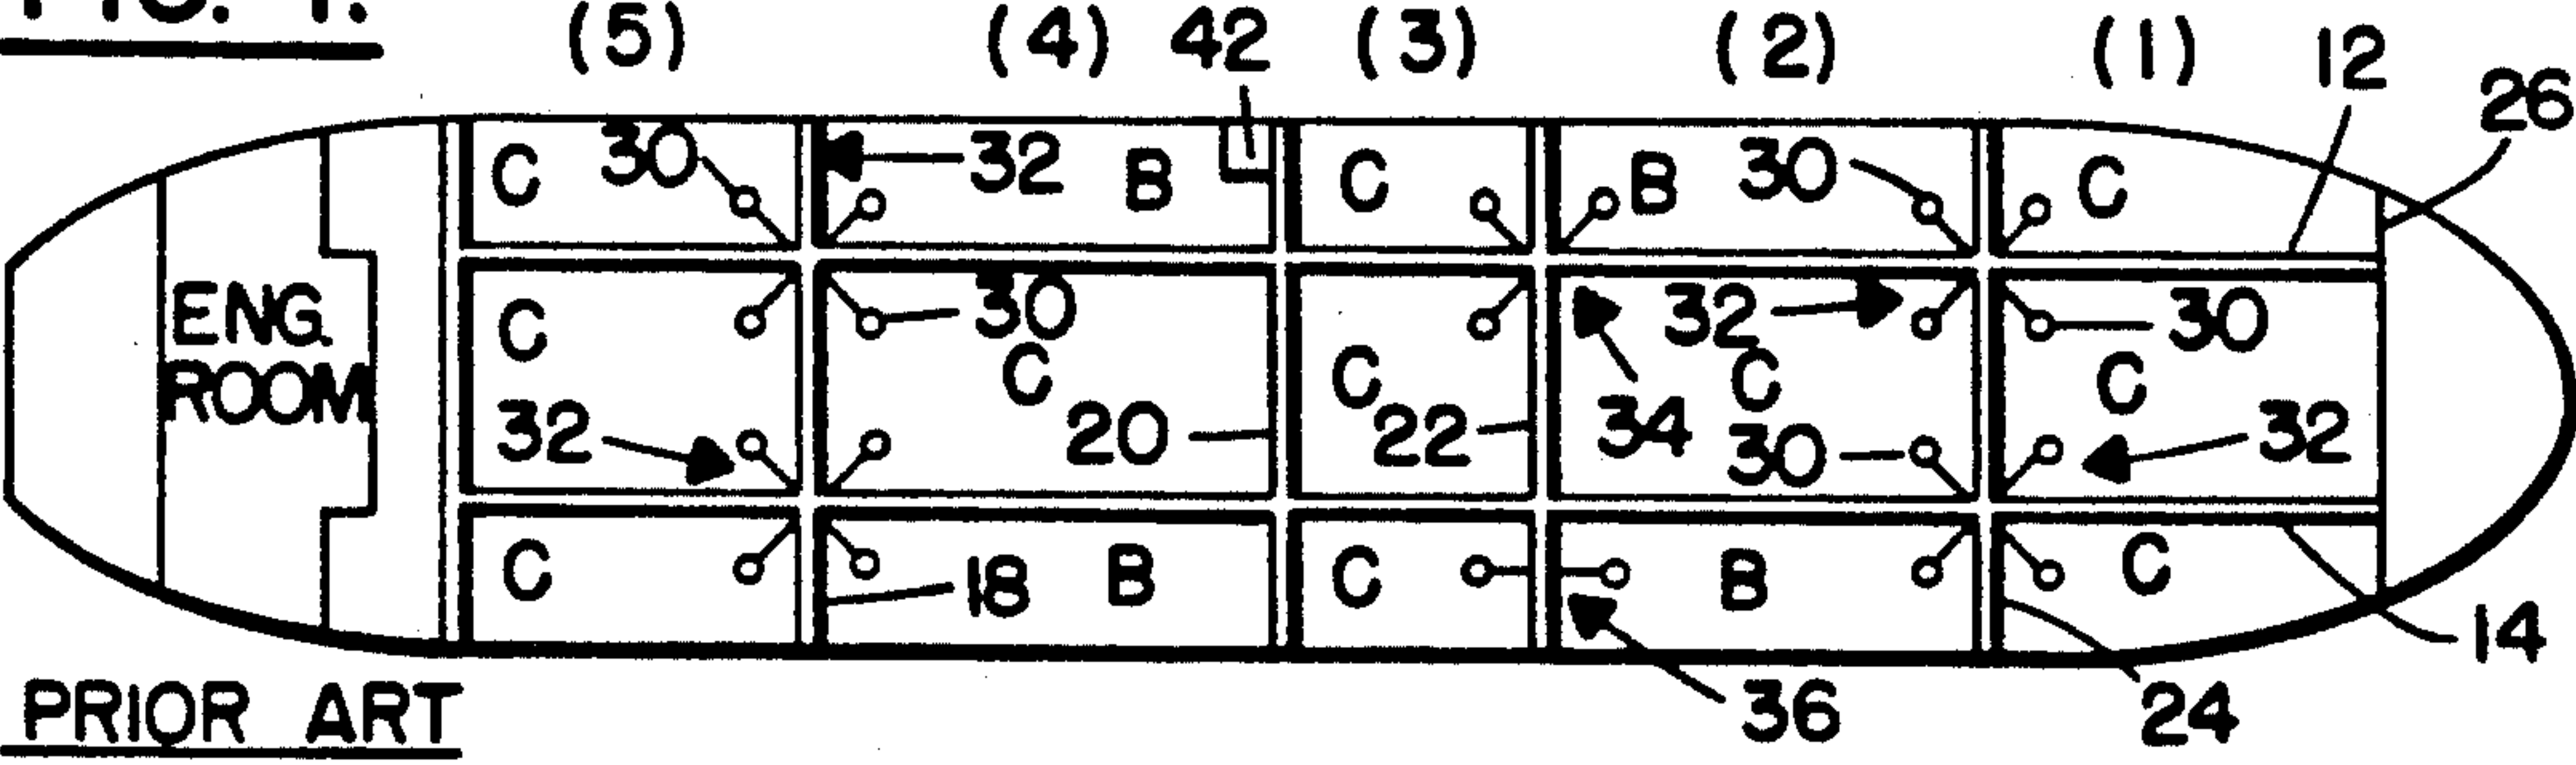 (5) (4) 42 (3) (2) (1) 12 26
C 30 32 B C B 30 C
ENG. ROOM
C 30 C C 32 C 30 C
32 20 22 34 30 32
C 18 B C B C 14
36 24
PRIOR ART